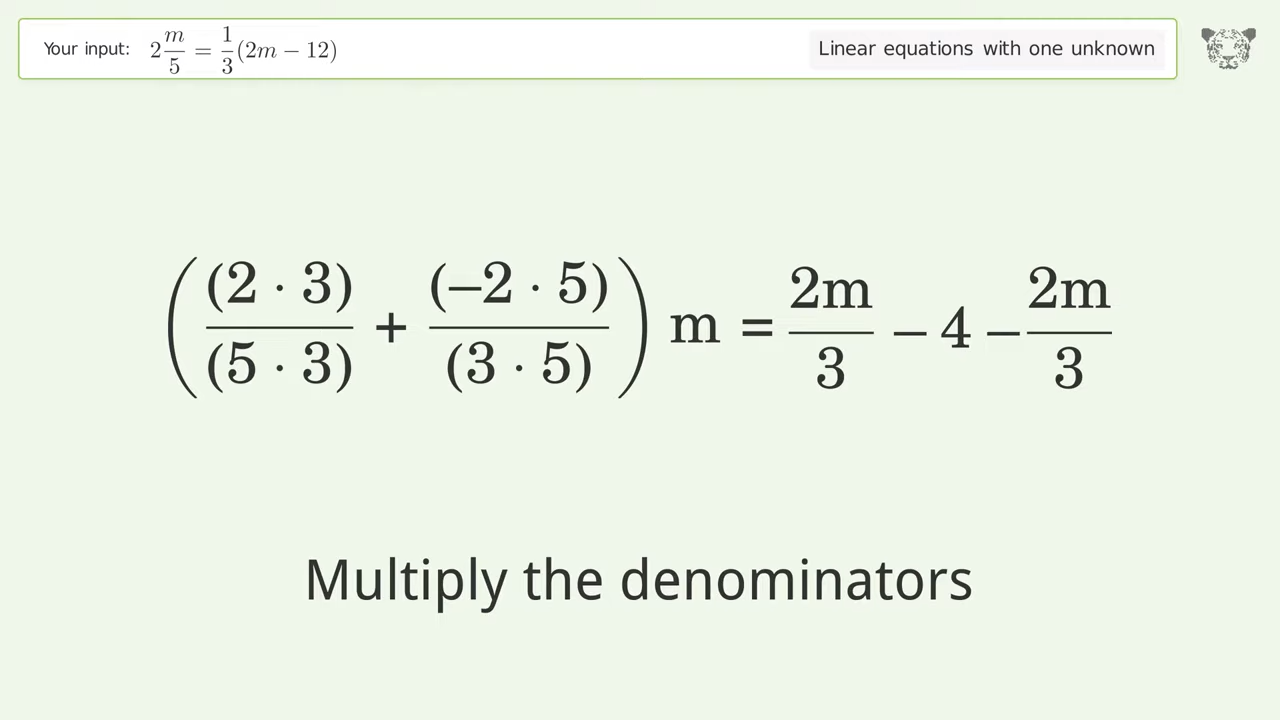 Your input: 2 m/5 = 1/3 (2m − 12)
Linear equations with one unknown
((2 · 3)/(5 · 3) + (−2 · 5)/(3 · 5)) m = 2m/3 − 4 − 2m/3
Multiply the denominators